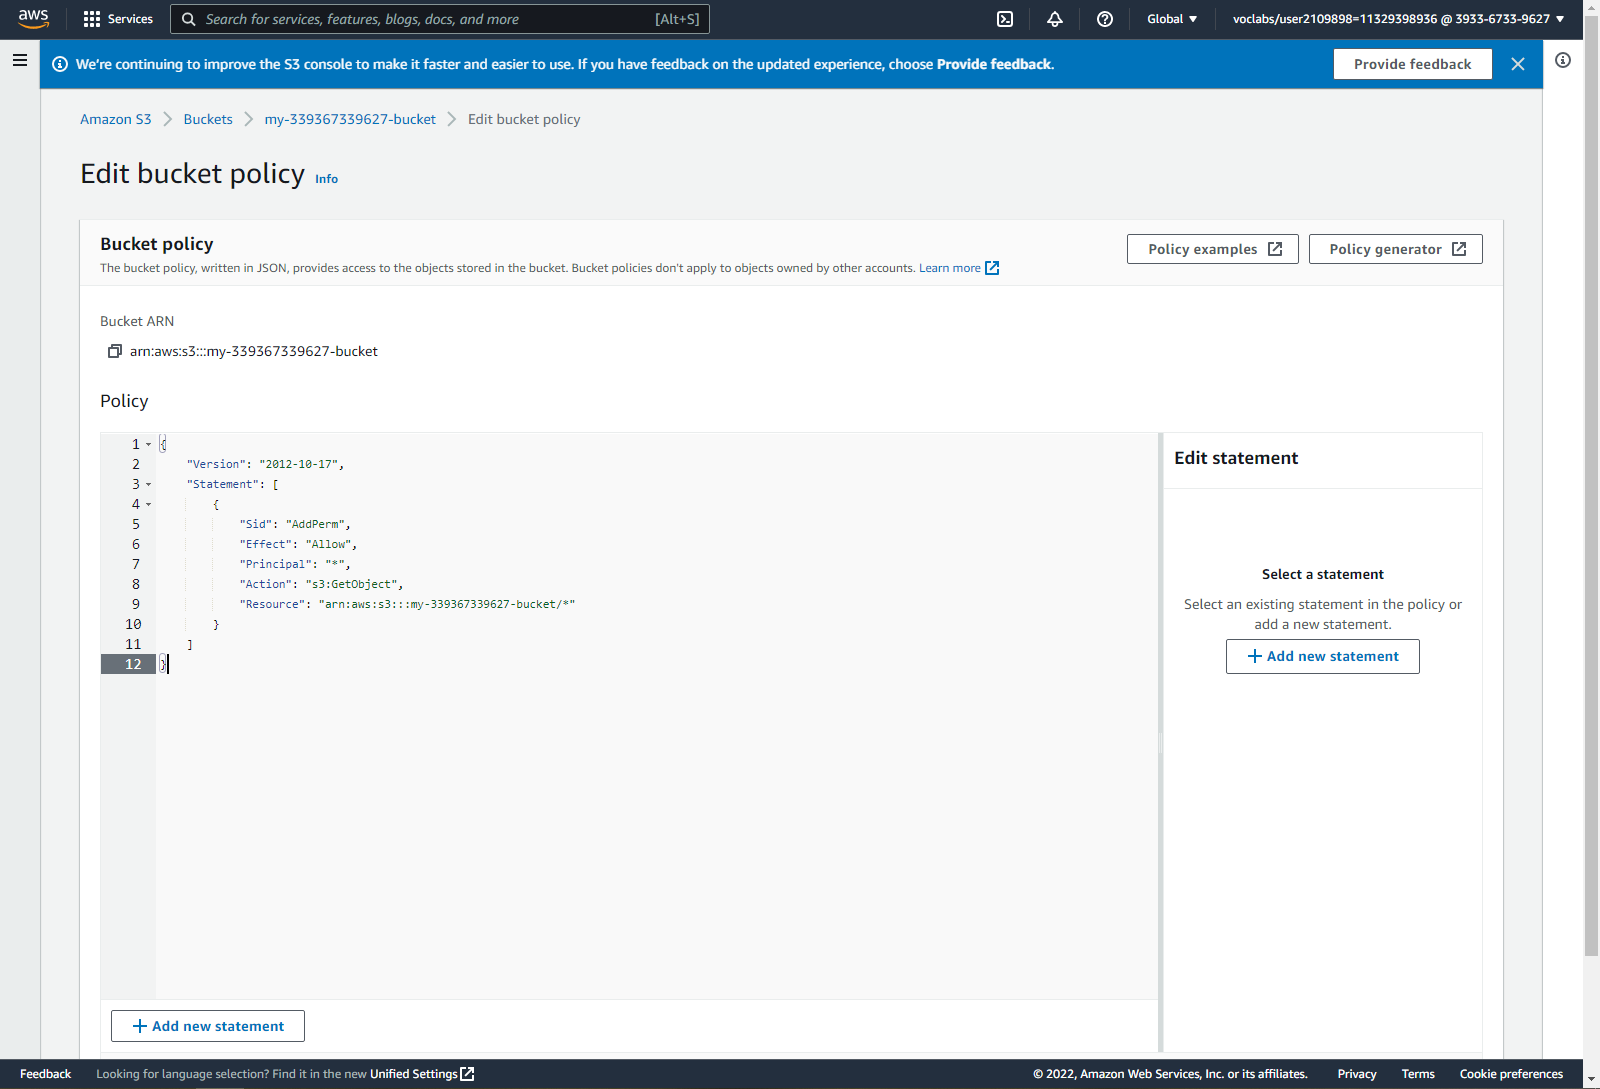 aws Services Search for services, features, blogs, docs, and more [Alt+S] Global ▼ voclabs/user2109898=11329398936 @ 3933-6733-9627 ▼
We're continuing to improve the S3 console to make it faster and easier to use. If you have feedback on the updated experience, choose Provide feedback. Provide feedback
Amazon S3 > Buckets > my-339367339627-bucket > Edit bucket policy
Edit bucket policy Info
Bucket policy
The bucket policy, written in JSON, provides access to the objects stored in the bucket. Bucket policies don't apply to objects owned by other accounts. Learn more
Policy examples Policy generator
Bucket ARN
arn:aws:s3:::my-339367339627-bucket
Policy
1 {
2 "Version": "2012-10-17",
3 "Statement": [
4 {
5 "Sid": "AddPerm",
6 "Effect": "Allow",
7 "Principal": "*",
8 "Action": "s3:GetObject",
9 "Resource": "arn:aws:s3:::my-339367339627-bucket/*"
10 }
11 ]
12 }
+ Add new statement
Edit statement
Select a statement
Select an existing statement in the policy or
add a new statement.
+ Add new statement
Feedback Looking for language selection? Find it in the new Unified Settings © 2022, Amazon Web Services, Inc. or its affiliates. Privacy Terms Cookie preferences